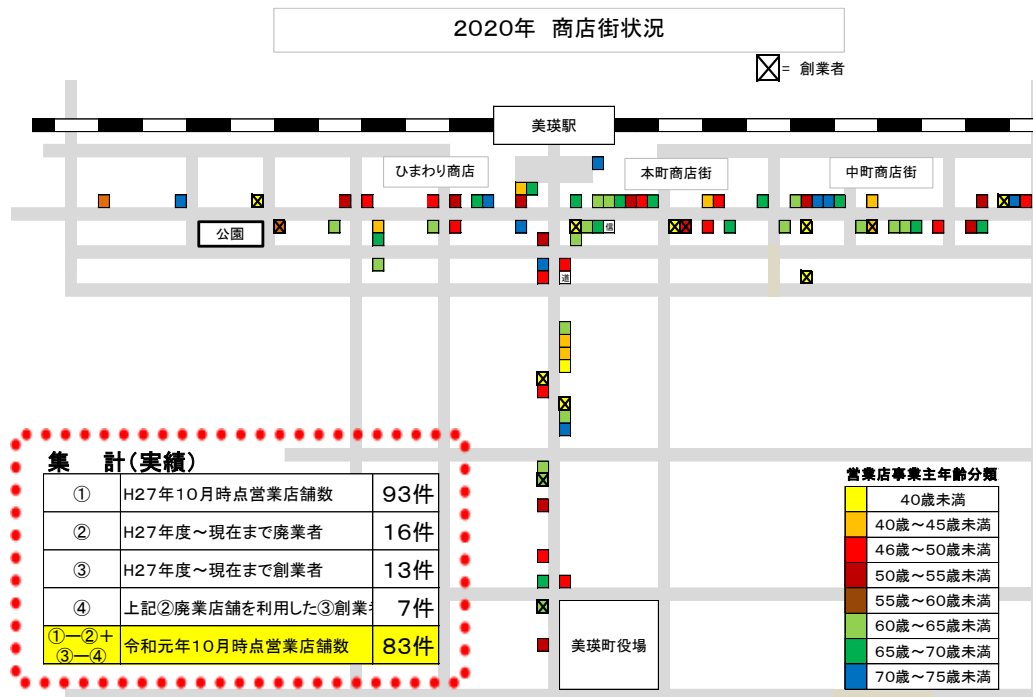 2020年 商店街状況
= 創業者
美瑛駅
ひまわり商店
本町商店街
中町商店街
公園
信
道
集 計(実績)
① H27年10月時点営業店舗数 93件
② H27年度～現在まで廃業者 16件
③ H27年度～現在まで創業者 13件
④ 上記②廃業店舗を利用した③創業 7件
①－②＋③－④ 令和元年10月時点営業店舗数 83件
営業店事業主年齢分類
40歳未満
40歳～45歳未満
46歳～50歳未満
50歳～55歳未満
55歳～60歳未満
60歳～65歳未満
65歳～70歳未満
70歳～75歳未満
美瑛町役場